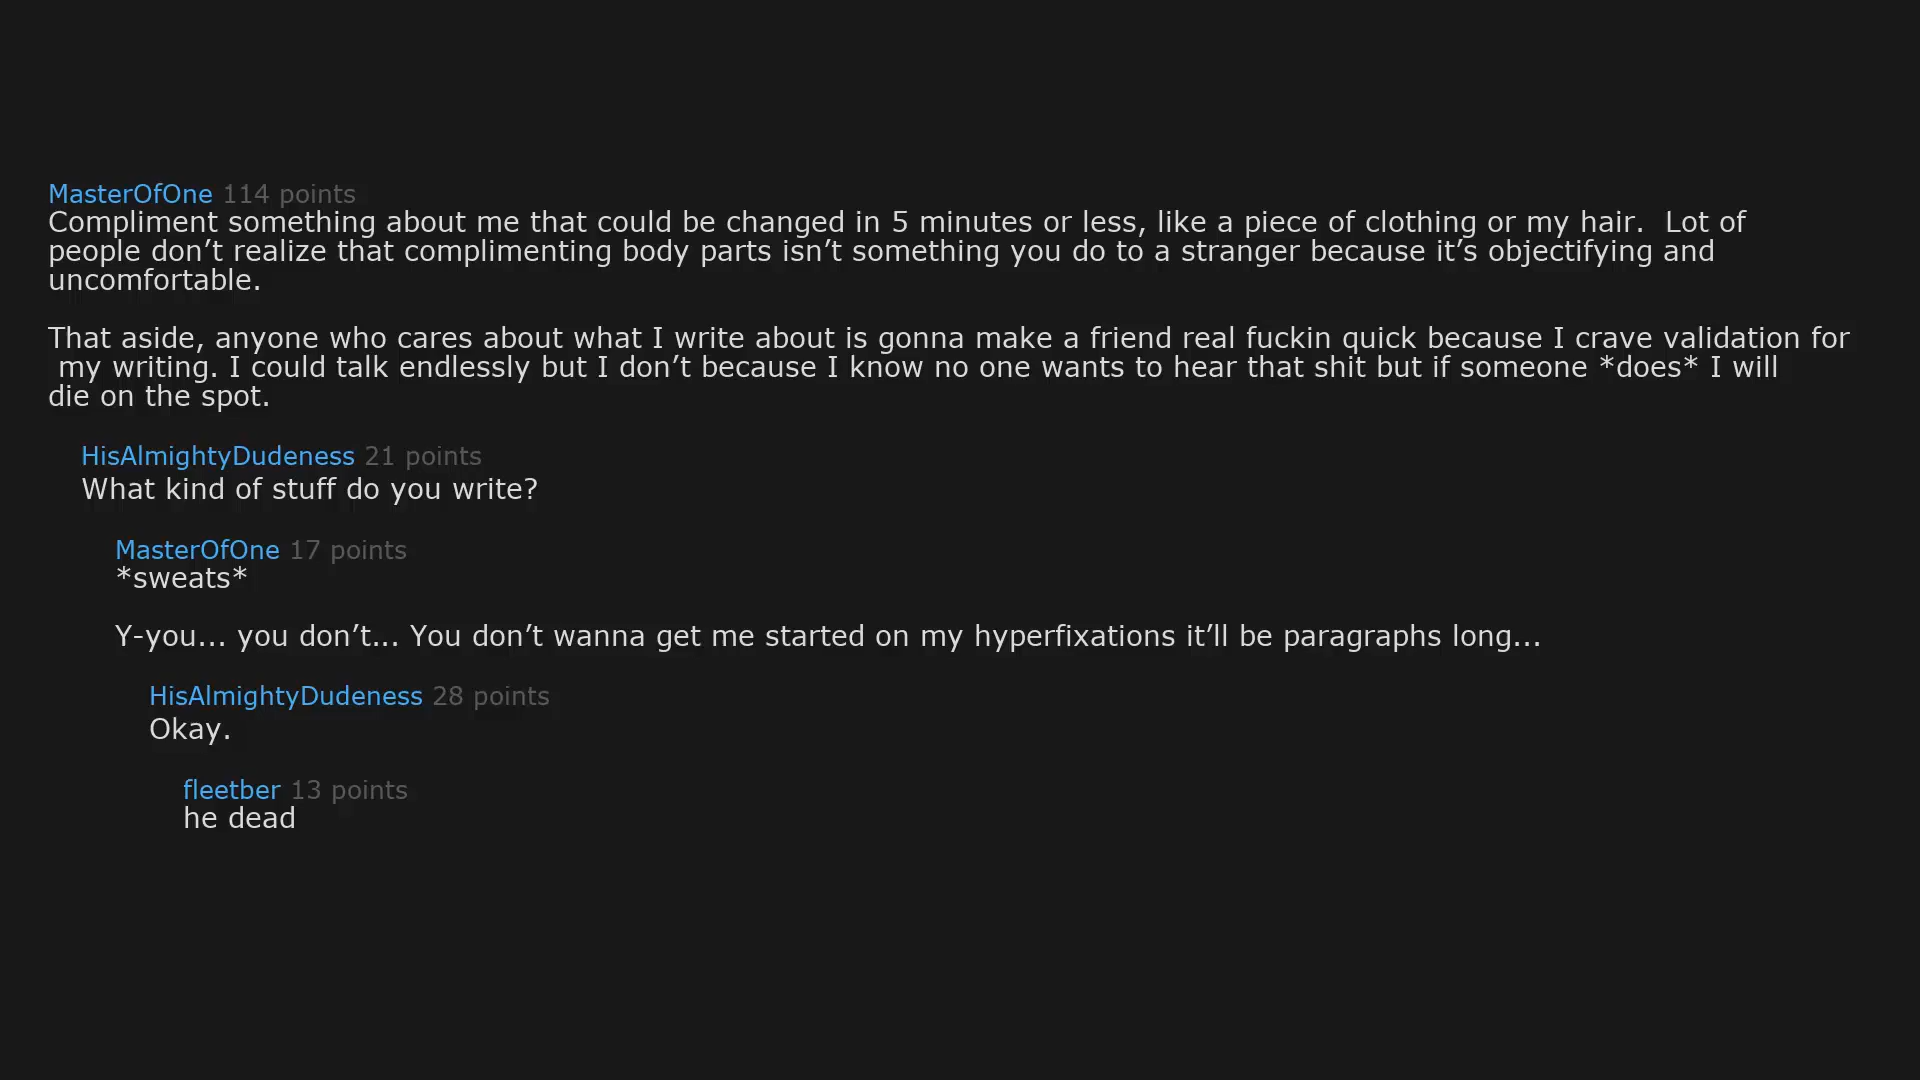 MasterOfOne 114 points
Compliment something about me that could be changed in 5 minutes or less, like a piece of clothing or my hair.  Lot of
people don’t realize that complimenting body parts isn’t something you do to a stranger because it’s objectifying and
uncomfortable.
That aside, anyone who cares about what I write about is gonna make a friend real fuckin quick because I crave validation for
my writing. I could talk endlessly but I don’t because I know no one wants to hear that shit but if someone *does* I will
die on the spot.
HisAlmightyDudeness 21 points
What kind of stuff do you write?
MasterOfOne 17 points
*sweats*
Y-you... you don’t... You don’t wanna get me started on my hyperfixations it’ll be paragraphs long...
HisAlmightyDudeness 28 points
Okay.
fleetber 13 points
he dead